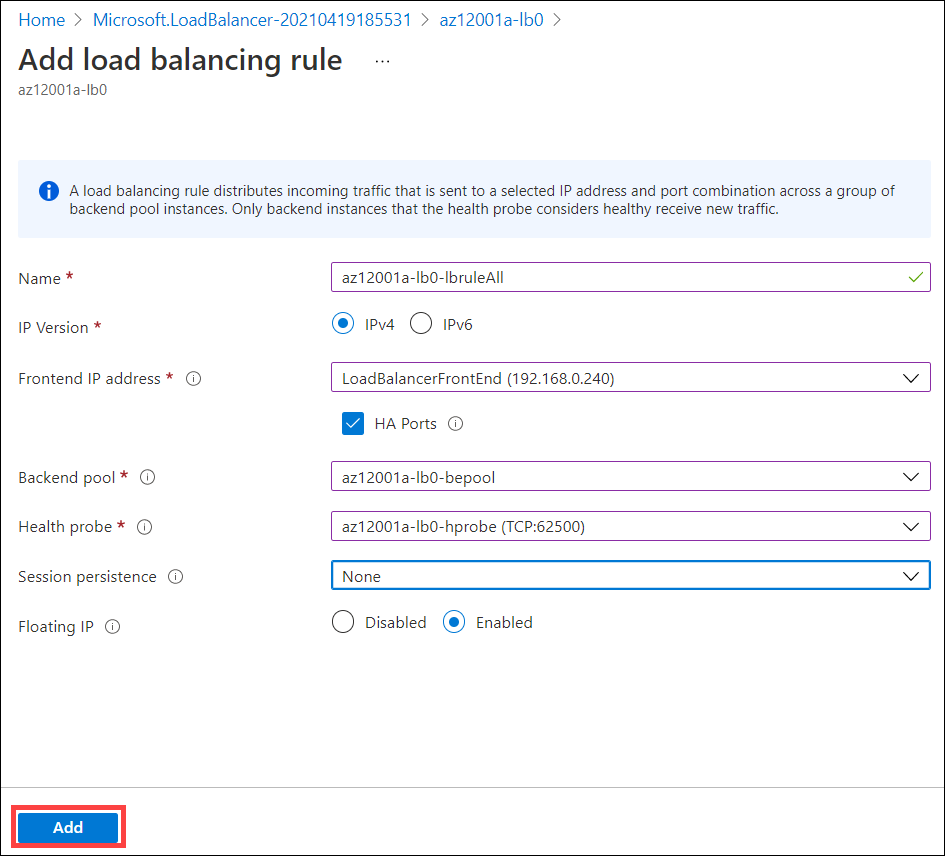 Home > Microsoft.LoadBalancer-20210419185531 > az12001a-lb0 >
Add load balancing rule ...
az12001a-lb0
A load balancing rule distributes incoming traffic that is sent to a selected IP address and port combination across a group of
backend pool instances. Only backend instances that the health probe considers healthy receive new traffic.
Name * az12001a-lb0-lbruleAll
IP Version * IPv4 IPv6
Frontend IP address * LoadBalancerFrontEnd (192.168.0.240)
HA Ports
Backend pool * az12001a-lb0-bepool
Health probe * az12001a-lb0-hprobe (TCP:62500)
Session persistence None
Floating IP Disabled Enabled
Add